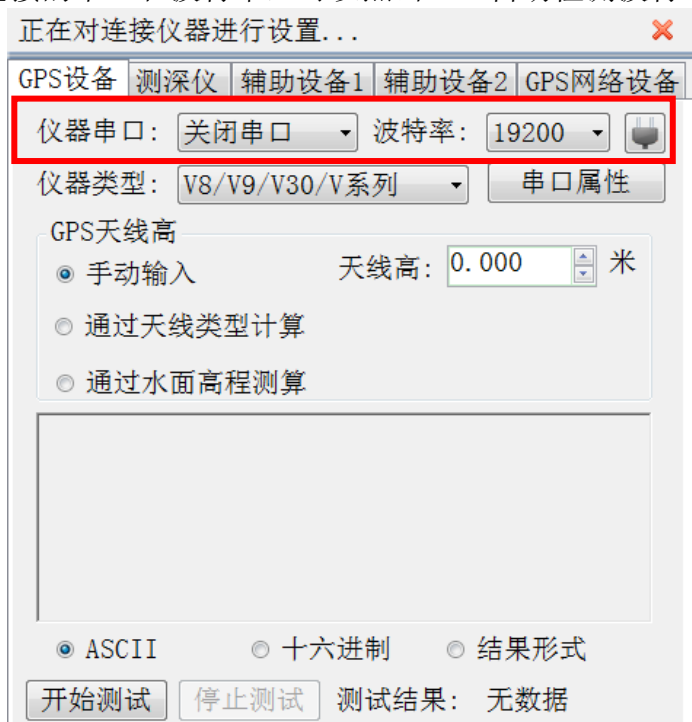 正在对连接仪器进行设置...
GPS设备 测深仪 辅助设备1 辅助设备2 GPS网络设备
仪器串口: 关闭串口 波特率: 19200
仪器类型: V8/V9/V30/V系列 串口属性
GPS天线高
手动输入 天线高: 0.000 米
通过天线类型计算
通过水面高程测算
ASCII 十六进制 结果形式
开始测试 停止测试 测试结果: 无数据